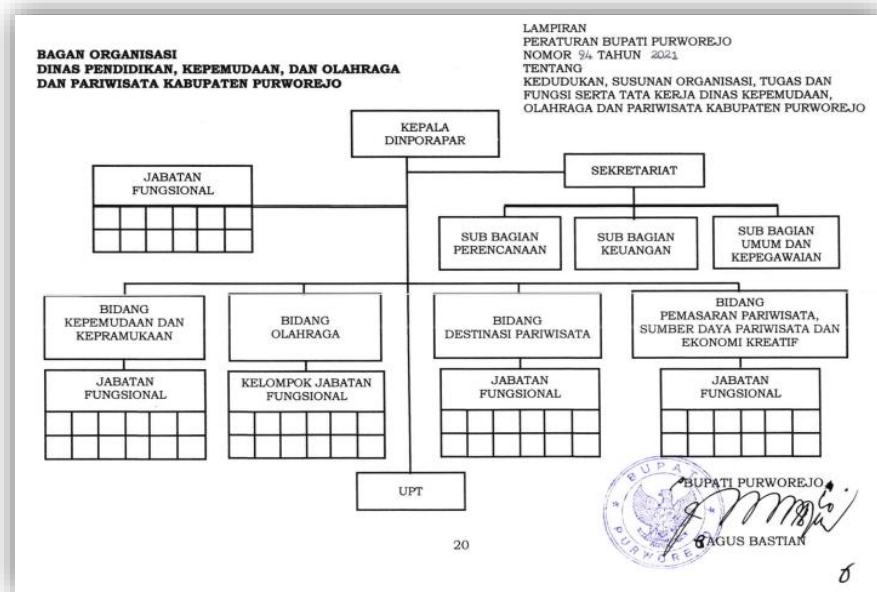 LAMPIRAN
PERATURAN BUPATI PURWOREJO
NOMOR 94 TAHUN 2021
TENTANG
KEDUDUKAN, SUSUNAN ORGANISASI, TUGAS DAN
FUNGSI SERTA TATA KERJA DINAS KEPEMUDAAN,
OLAHRAGA DAN PARIWISATA KABUPATEN PURWOREJO
BAGAN ORGANISASI
DINAS PENDIDIKAN, KEPEMUDAAN, DAN OLAHRAGA
DAN PARIWISATA KABUPATEN PURWOREJO
KEPALA
DINPORAPAR
JABATAN
FUNGSIONAL
SEKRETARIAT
SUB BAGIAN
PERENCANAAN
SUB BAGIAN
KEUANGAN
SUB BAGIAN
UMUM DAN
KEPEGAWAIAN
BIDANG
KEPEMUDAAN DAN
KEPRAMUKAAN
BIDANG
OLAHRAGA
BIDANG
DESTINASI PARIWISATA
BIDANG
PEMASARAN PARIWISATA,
SUMBER DAYA PARIWISATA DAN
EKONOMI KREATIF
JABATAN
FUNGSIONAL
KELOMPOK JABATAN
FUNGSIONAL
JABATAN
FUNGSIONAL
JABATAN
FUNGSIONAL
UPT
BUPATI PURWOREJO
BUPATI
PURWOREJO
BAGUS BASTIAN
20